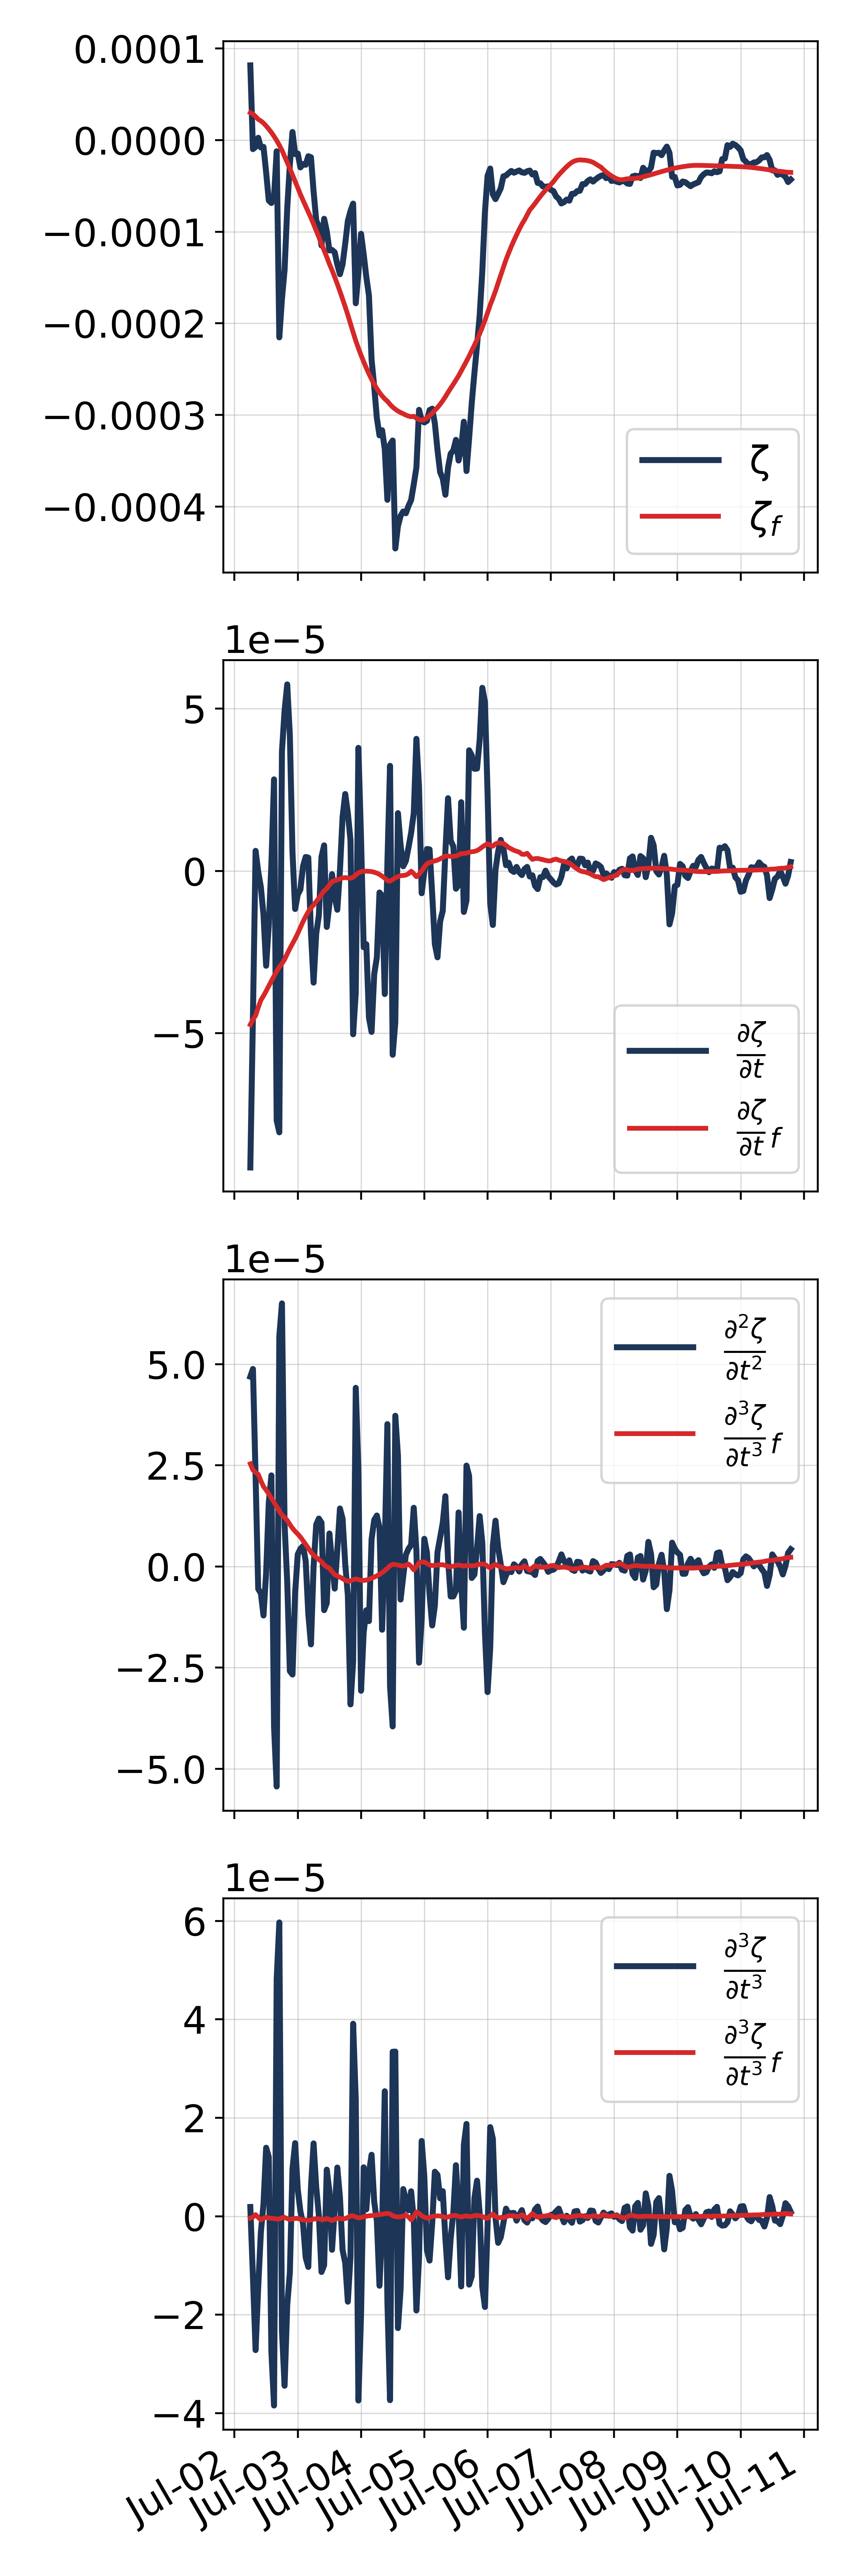 0.0001
0.0000
−0.0001
−0.0002
−0.0003
−0.0004
ζ
ζ_f
1e−5
5
0
−5
∂ζ/∂t
∂ζ/∂t f
1e−5
5.0
2.5
0.0
−2.5
−5.0
∂²ζ/∂t²
∂³ζ/∂t³ f
1e−5
6
4
2
0
−2
−4
∂³ζ/∂t³
∂³ζ/∂t³ f
Jul-02
Jul-03
Jul-04
Jul-05
Jul-06
Jul-07
Jul-08
Jul-09
Jul-10
Jul-11